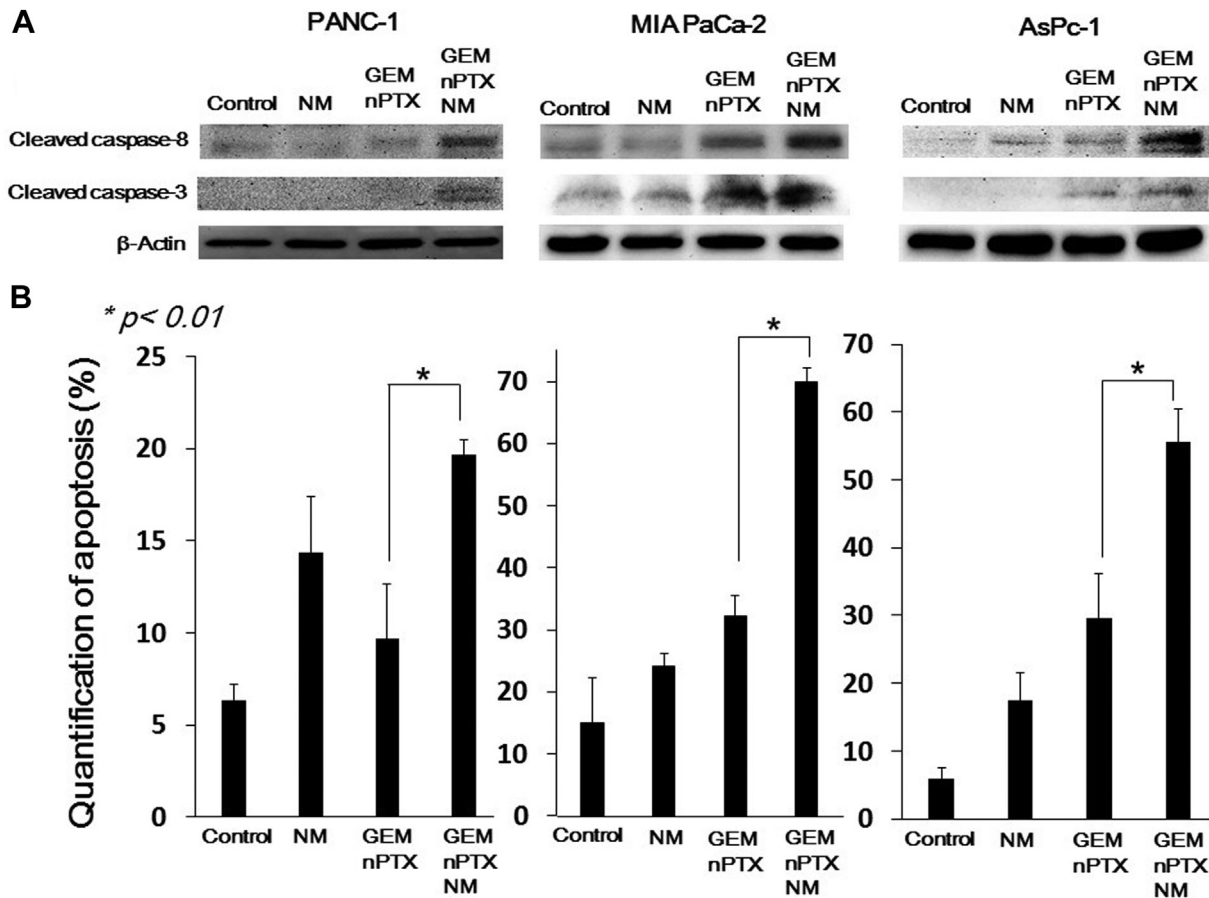 A
PANC-1
MIA PaCa-2
AsPc-1
Control
NM
GEM
nPTX
GEM
nPTX
NM
Control
NM
GEM
nPTX
GEM
nPTX
NM
Control
NM
GEM
nPTX
GEM
nPTX
NM
Cleaved caspase-8
Cleaved caspase-3
β-Actin
B
* p< 0.01
Quantification of apoptosis (%)
25
20
15
10
5
0
*
Control
NM
GEM
nPTX
GEM
nPTX
NM
70
60
50
40
30
20
10
0
*
Control
NM
GEM
nPTX
GEM
nPTX
NM
70
60
50
40
30
20
10
0
*
Control
NM
GEM
nPTX
GEM
nPTX
NM